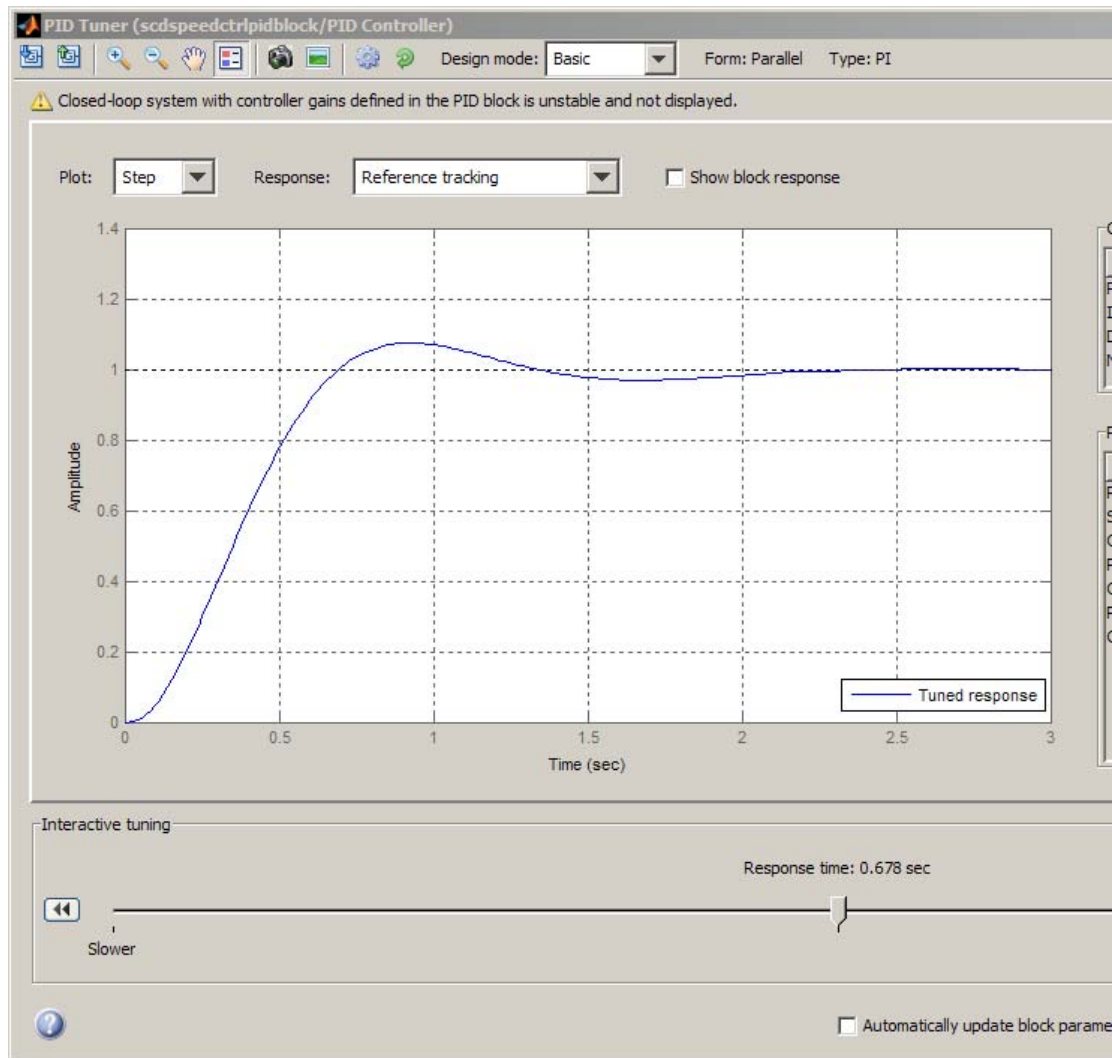 PID Tuner (scdspeedctrlpidblock/PID Controller)
Design mode: Basic Form: Parallel Type: PI
Closed-loop system with controller gains defined in the PID block is unstable and not displayed.
Plot: Step Response: Reference tracking Show block response
1.4
1.2
1
0.8
0.6
0.4
0.2
0
Amplitude
0 0.5 1 1.5 2 2.5 3
Time (sec)
Tuned response
Interactive tuning
Response time: 0.678 sec
Slower
Automatically update block parame